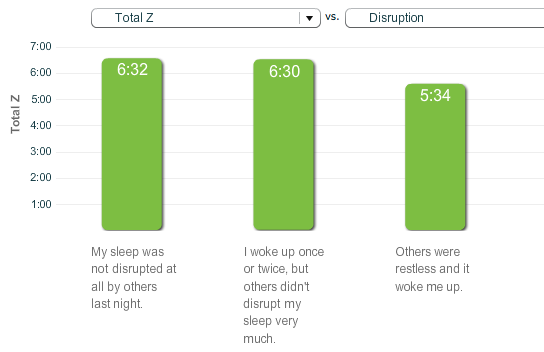 Total Z vs. Disruption
7:00
6:00
5:00
4:00
3:00
2:00
1:00
Total Z
6:32
6:30
5:34
My sleep was
not disrupted at
all by others
last night.
I woke up once
or twice, but
others didn't
disrupt my
sleep very
much.
Others were
restless and it
woke me up.